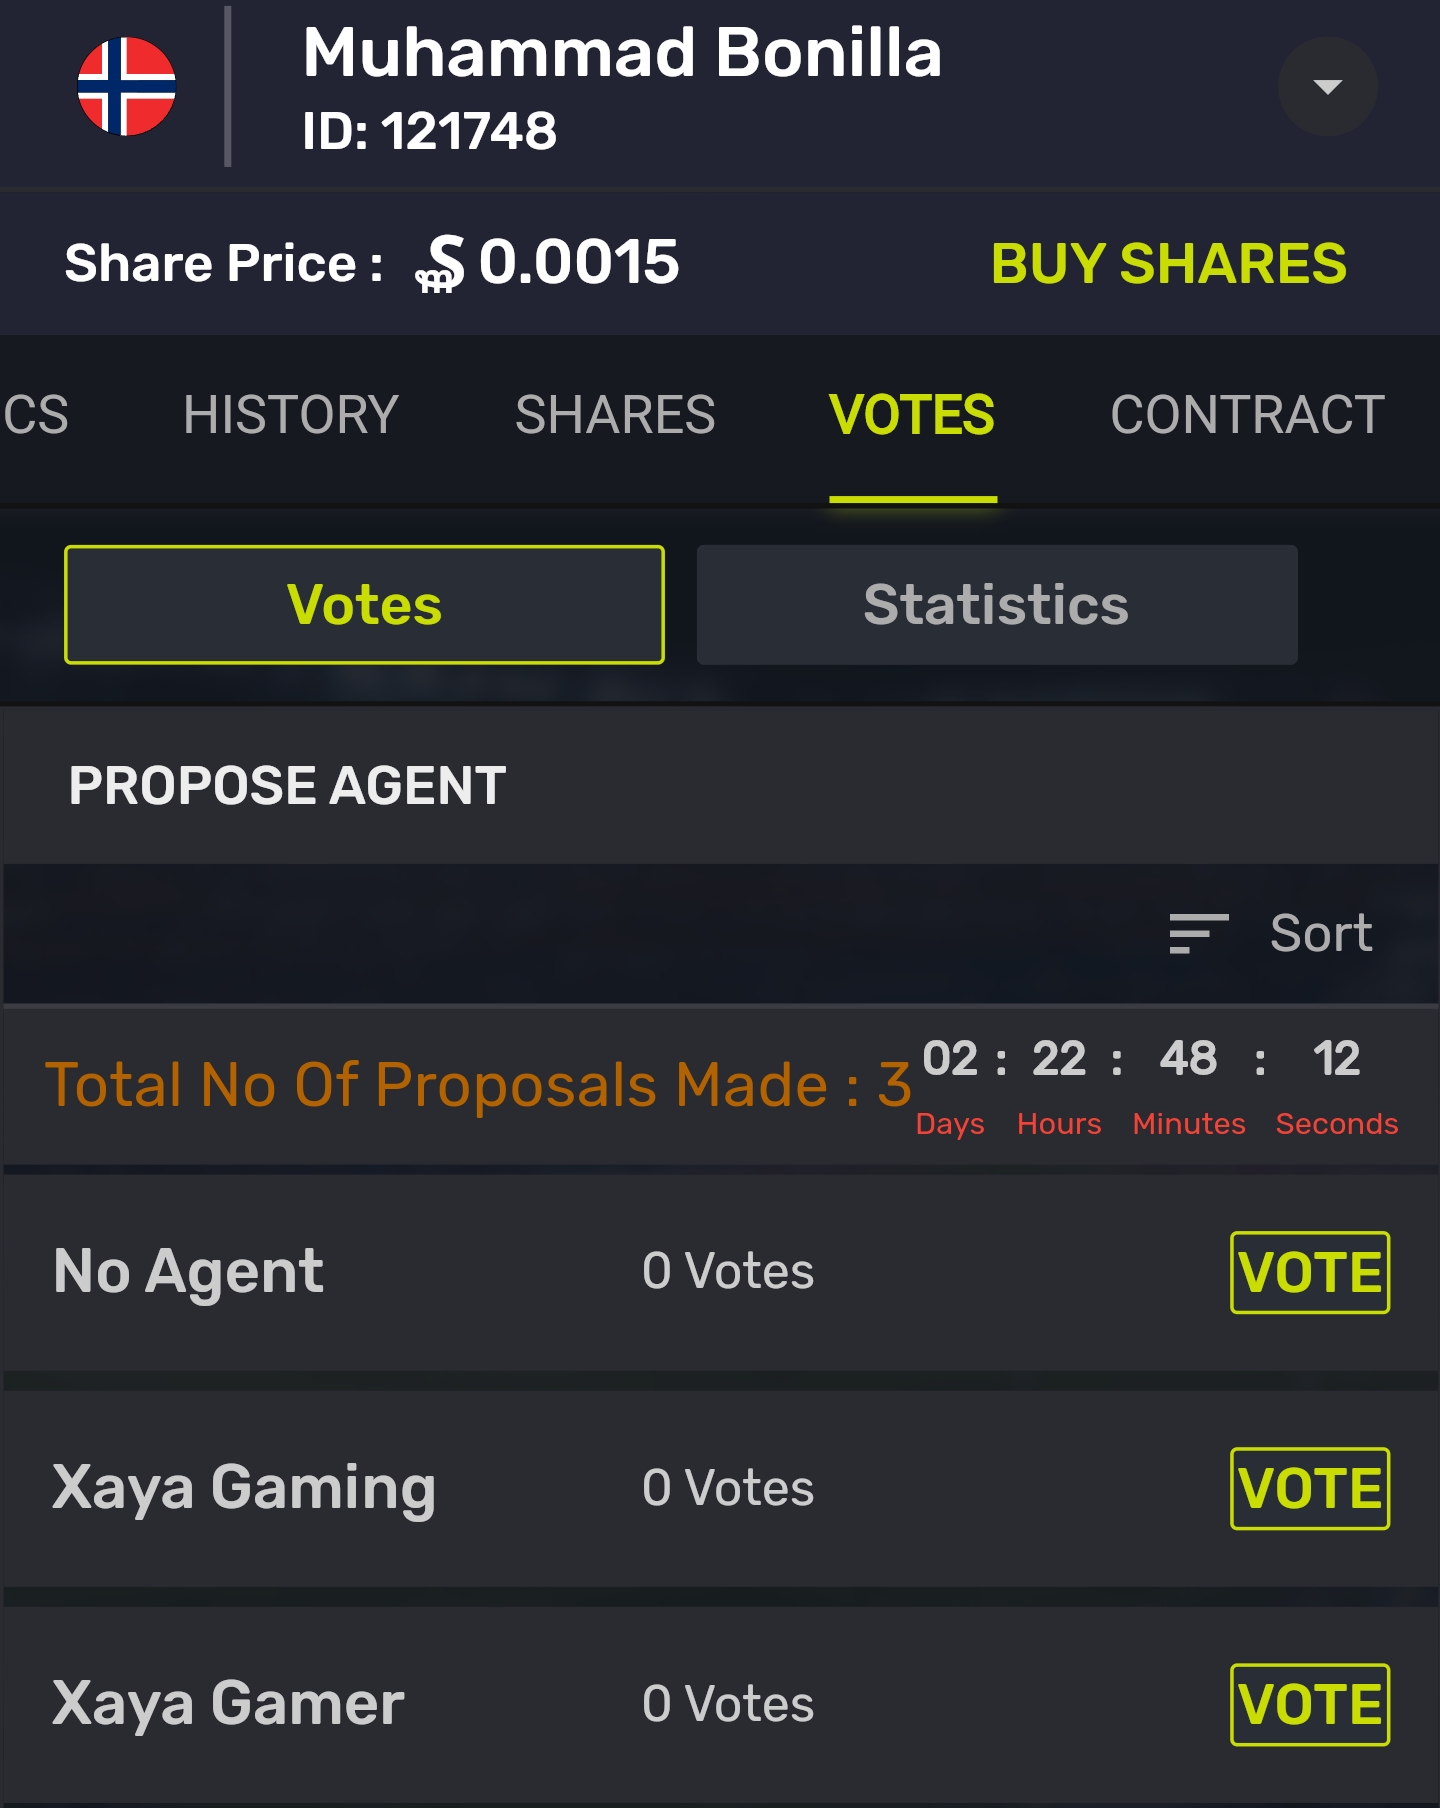 Muhammad Bonilla
ID: 121748
Share Price : 0.0015 BUY SHARES
CS HISTORY SHARES VOTES CONTRACT
Votes Statistics
PROPOSE AGENT
Sort
Total No Of Proposals Made : 3 02 : 22 : 48 : 12
Days Hours Minutes Seconds
No Agent 0 Votes VOTE
Xaya Gaming 0 Votes VOTE
Xaya Gamer 0 Votes VOTE